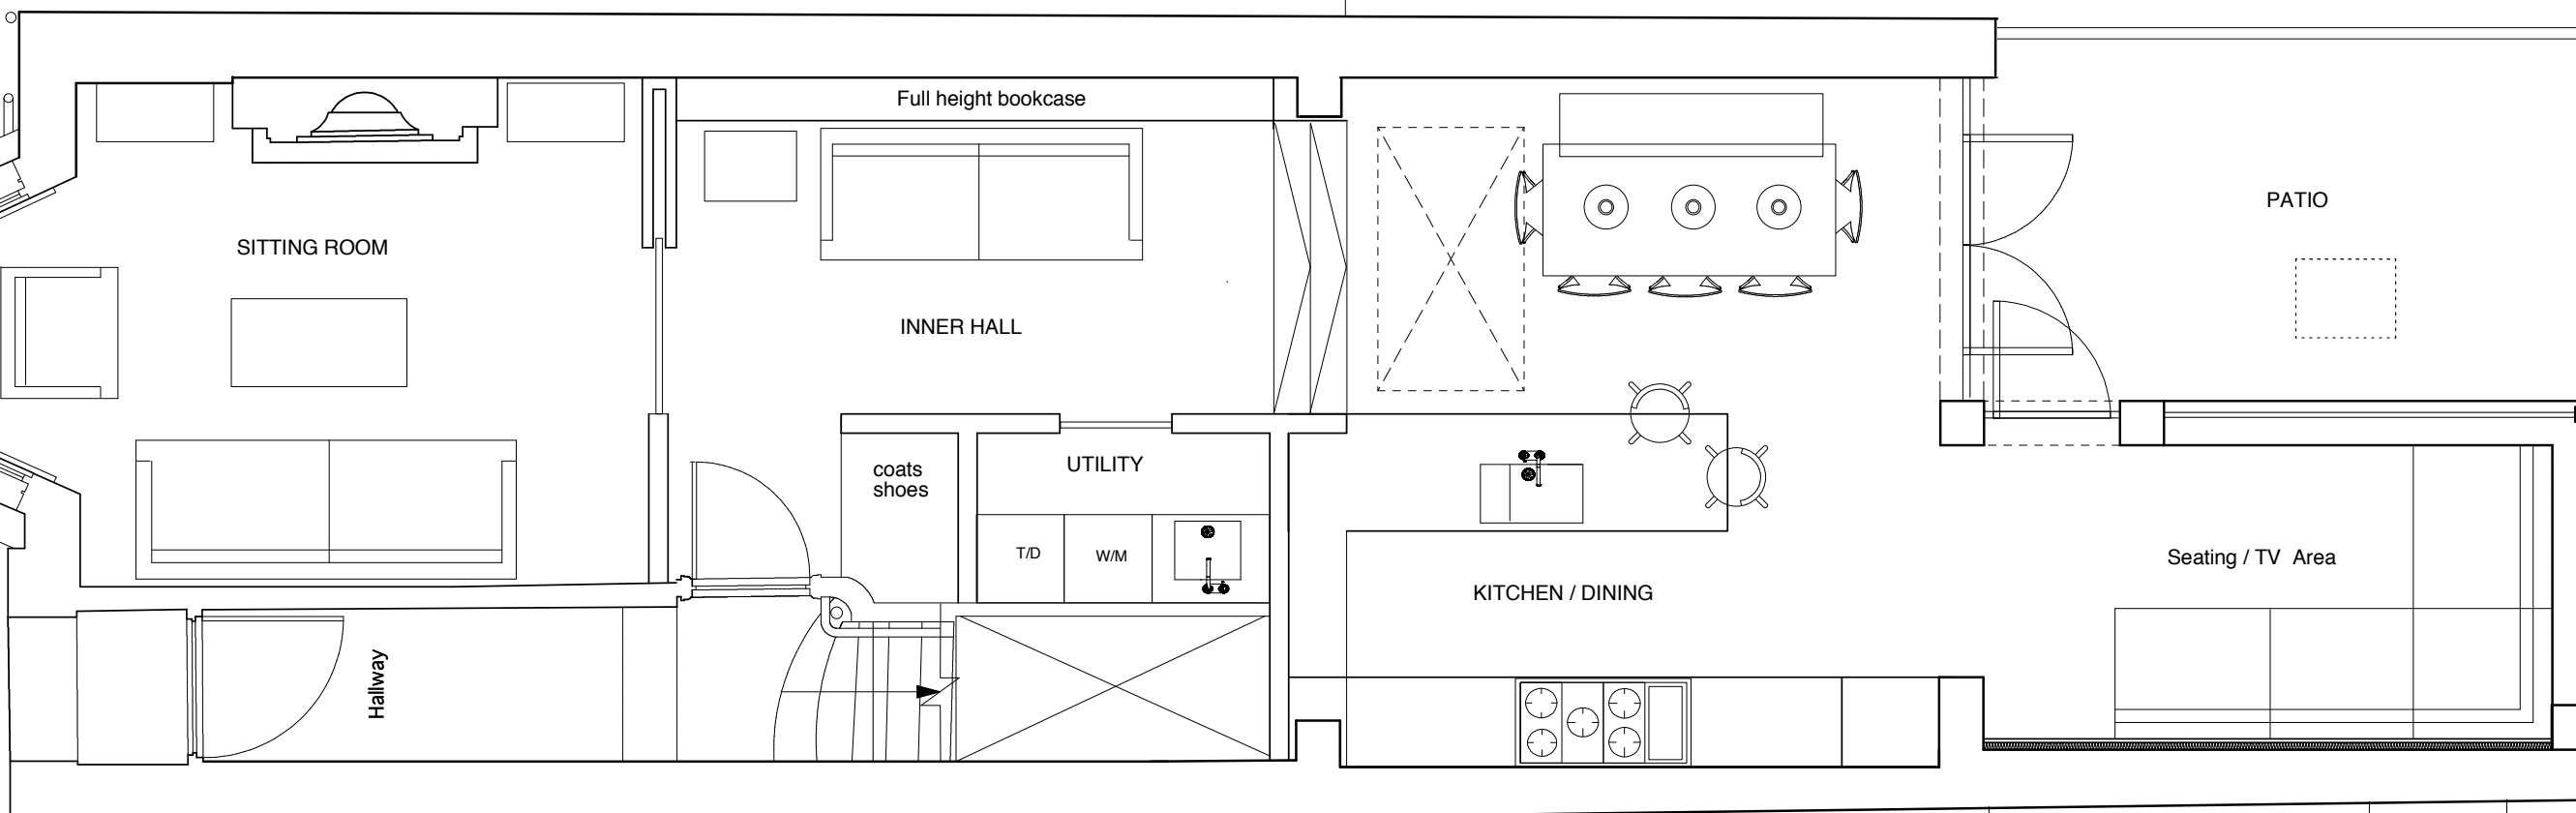 Full height bookcase
SITTING ROOM
PATIO
INNER HALL
coats
shoes
UTILITY
T/D
W/M
KITCHEN / DINING
Seating / TV Area
Hallway